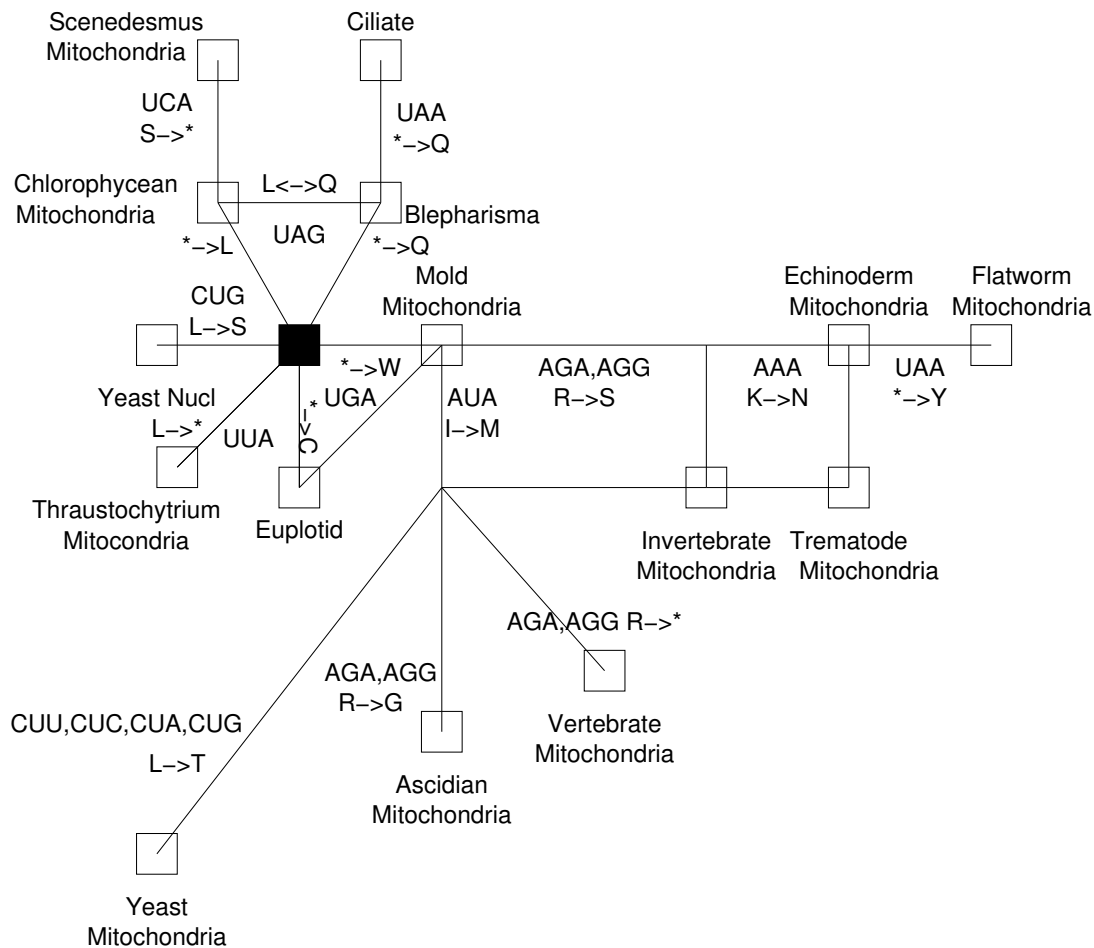 Scenedesmus
Mitochondria
Ciliate
UCA
S–>*
UAA
*–>Q
Chlorophycean
Mitochondria
L<–>Q
Blepharisma
UAG
*–>L
*–>Q
Mold
Mitochondria
Echinoderm
Mitochondria
Flatworm
Mitochondria
CUG
L–>S
*–>W
AGA,AGG
R–>S
AAA
K–>N
UAA
*–>Y
Yeast Nucl
L–>*
UUA
*–>C
UGA
AUA
I–>M
Thraustochytrium
Mitocondria
Euplotid
Invertebrate
Mitochondria
Trematode
Mitochondria
AGA,AGG R–>*
AGA,AGG
R–>G
CUU,CUC,CUA,CUG
L–>T
Vertebrate
Mitochondria
Ascidian
Mitochondria
Yeast
Mitochondria